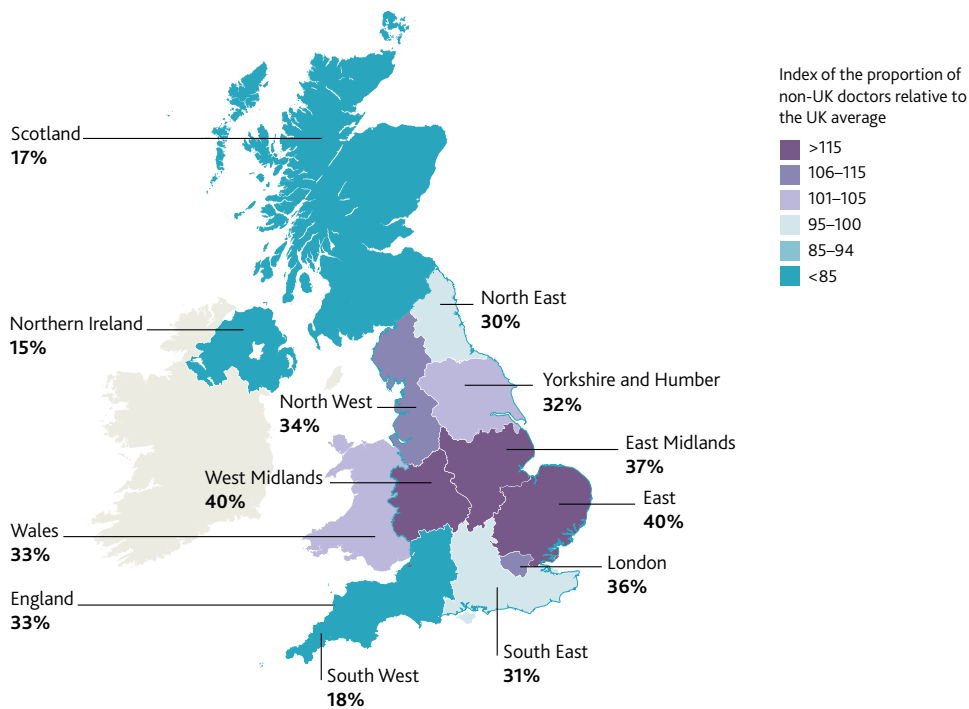 Index of the proportion of
non-UK doctors relative to
the UK average
>115
106–115
101–105
95–100
85–94
<85
Scotland
17%
North East
30%
Northern Ireland
15%
Yorkshire and Humber
32%
North West
34%
East Midlands
37%
West Midlands
40%
East
40%
Wales
33%
London
36%
England
33%
South East
31%
South West
18%